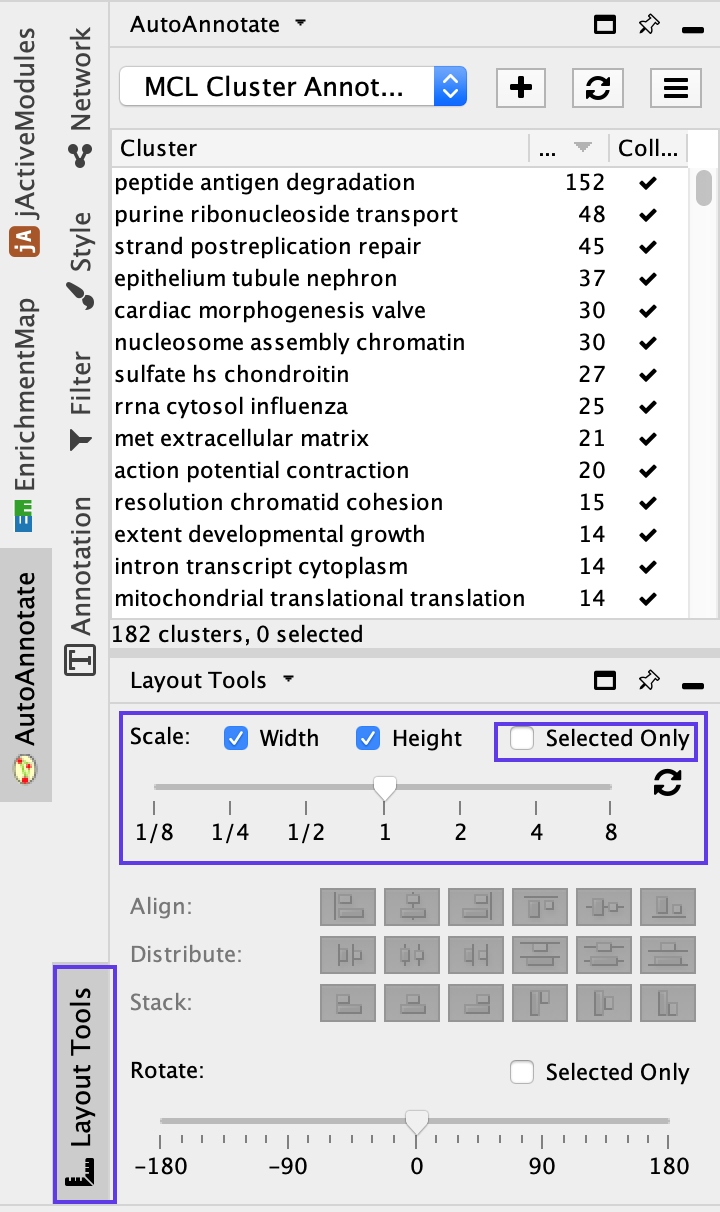 jA jActiveModules
Em EnrichmentMap
AutoAnnotate
Network
Style
Filter
T Annotation
Layout Tools
AutoAnnotate
MCL Cluster Annot...
Cluster ... Coll...
peptide antigen degradation 152
purine ribonucleoside transport 48
strand postreplication repair 45
epithelium tubule nephron 37
cardiac morphogenesis valve 30
nucleosome assembly chromatin 30
sulfate hs chondroitin 27
rrna cytosol influenza 25
met extracellular matrix 21
action potential contraction 20
resolution chromatid cohesion 15
extent developmental growth 14
intron transcript cytoplasm 14
mitochondrial translational translation 14
182 clusters, 0 selected
Layout Tools
Scale: Width Height Selected Only
1/8 1/4 1/2 1 2 4 8
Align:
Distribute:
Stack:
Rotate: Selected Only
-180 -90 0 90 180